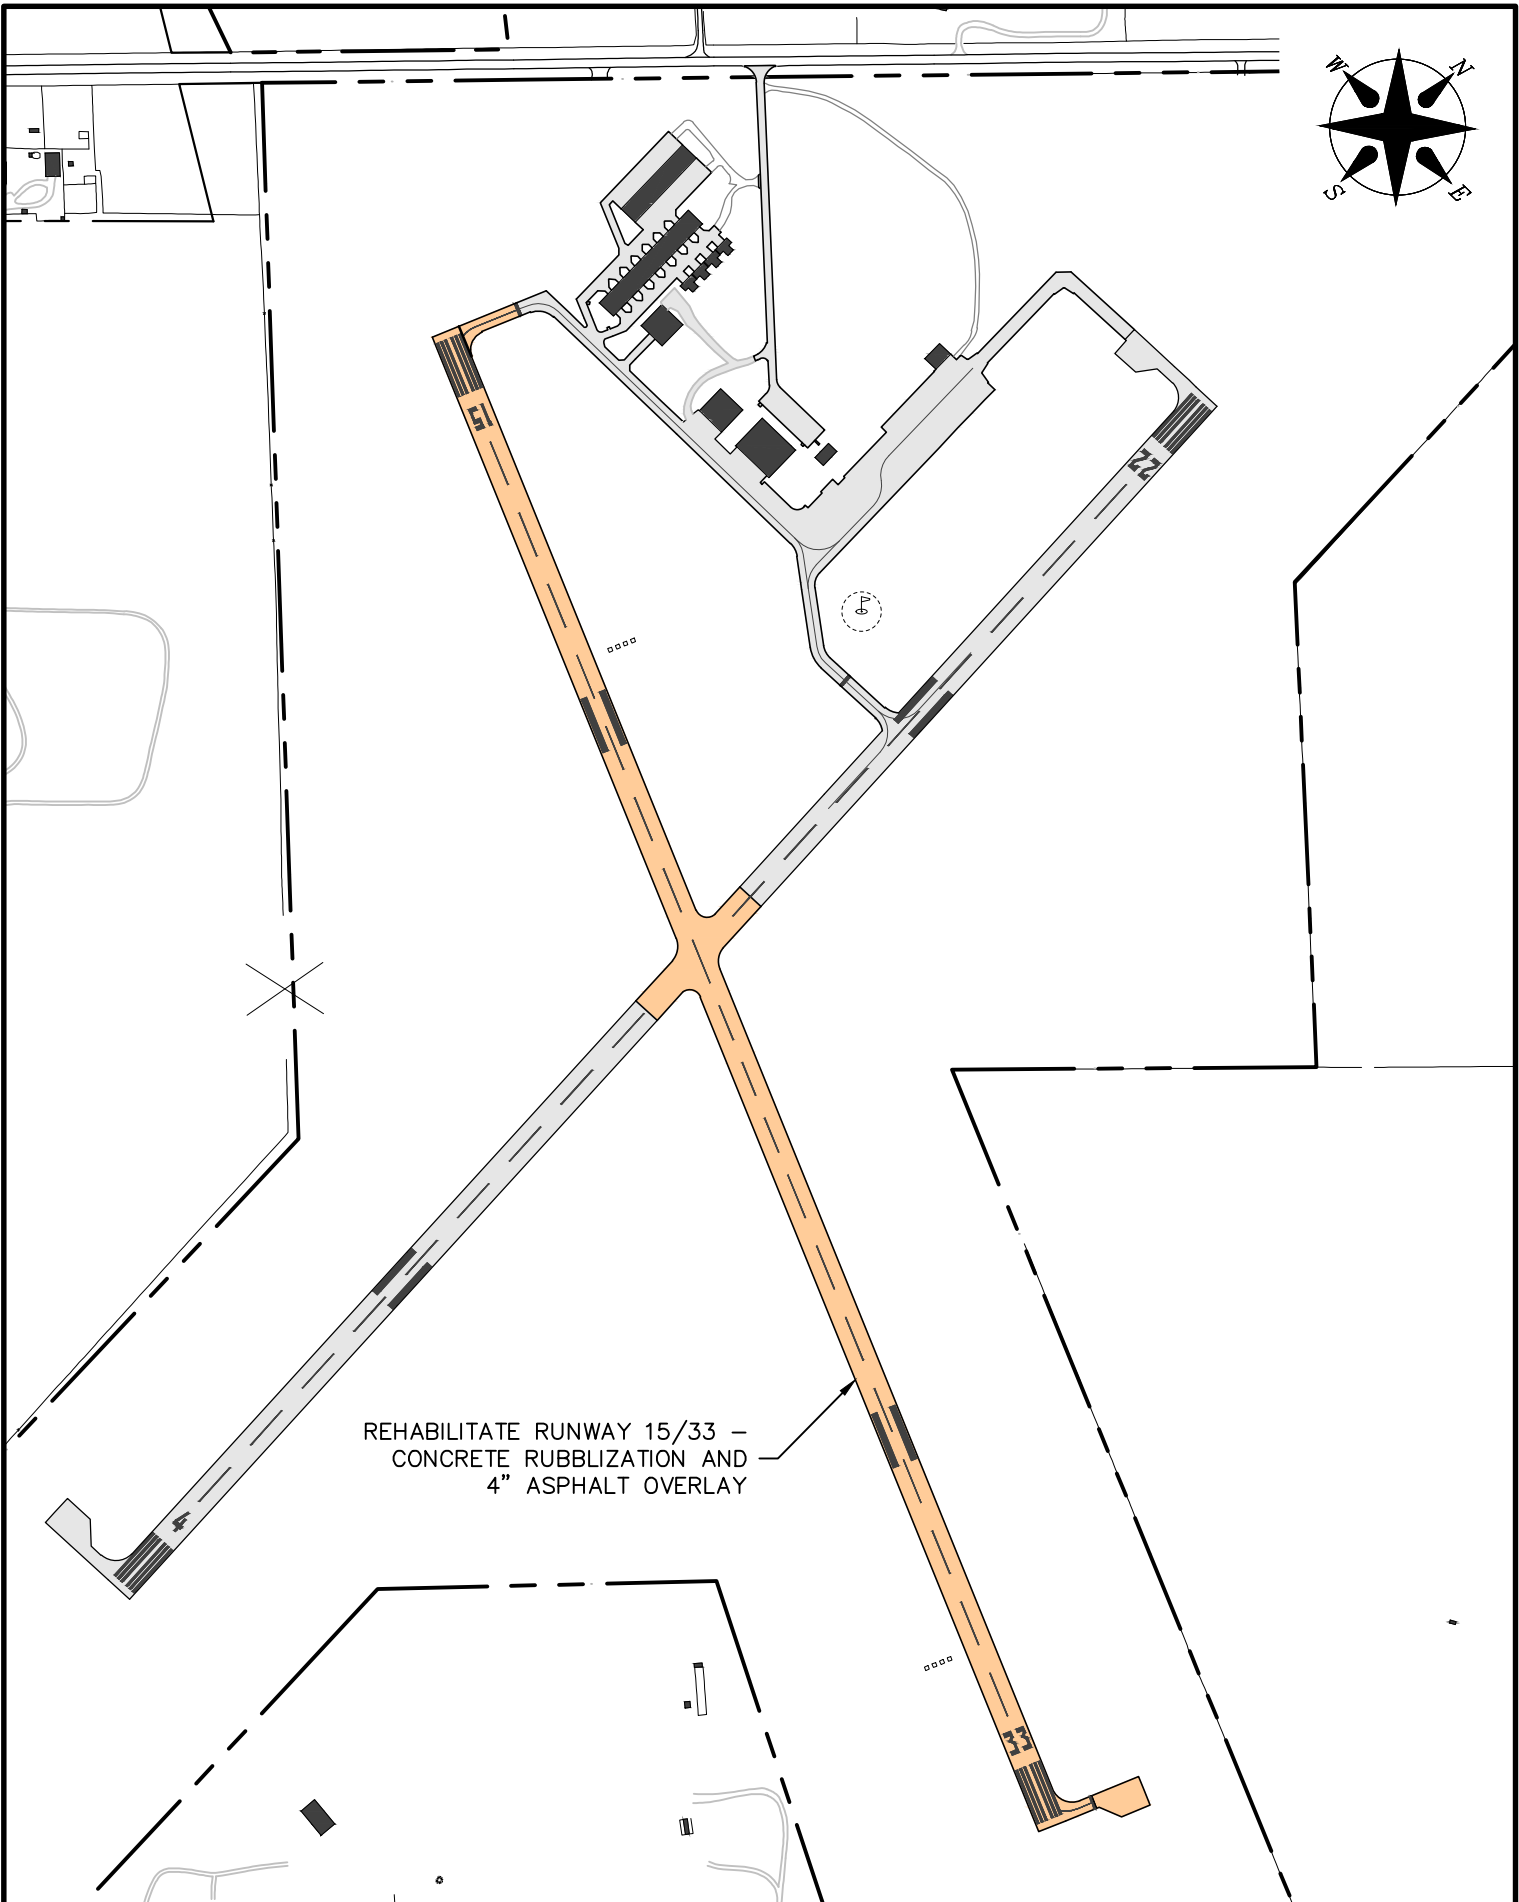 W
N
S
E
15
22
REHABILITATE RUNWAY 15/33 –
CONCRETE RUBBLIZATION AND
4" ASPHALT OVERLAY
4
33